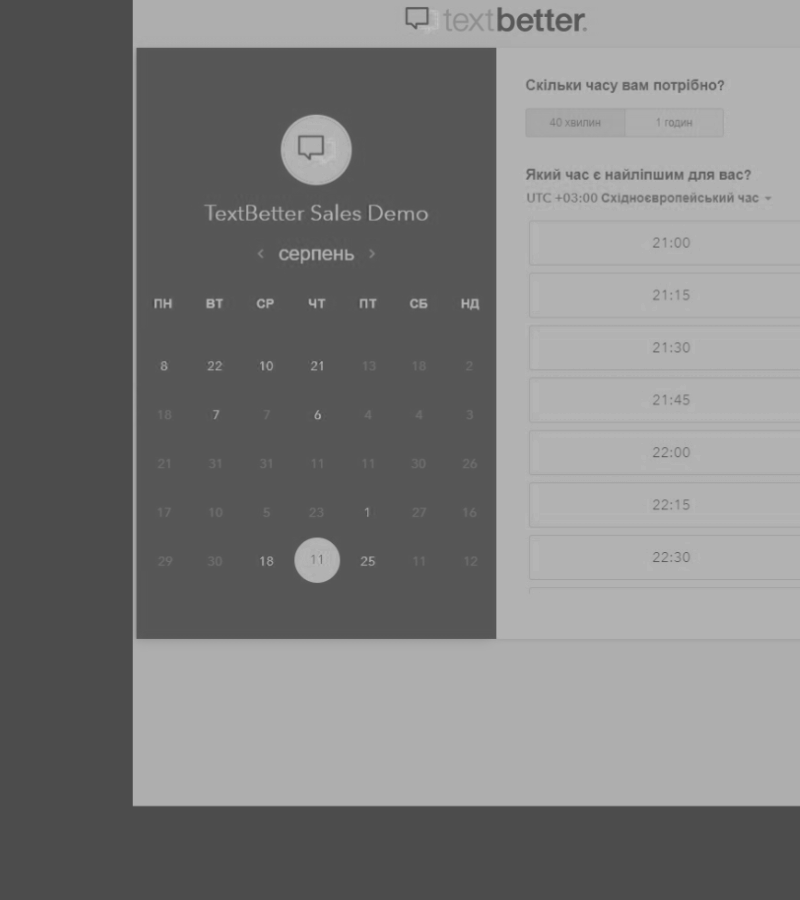 textbetter.
TextBetter Sales Demo
‹ серпень ›
ПН ВТ СР ЧТ ПТ СБ НД
8 22 10 21 13 18 2
18 7 7 6 4 4 3
21 31 31 11 11 30 26
17 10 5 23 1 27 16
29 30 18 11 25 11 12
Скільки часу вам потрібно?
40 хвилин 1 годин
Який час є найліпшим для вас?
UTC +03:00 Східноєвропейський час
21:00
21:15
21:30
21:45
22:00
22:15
22:30